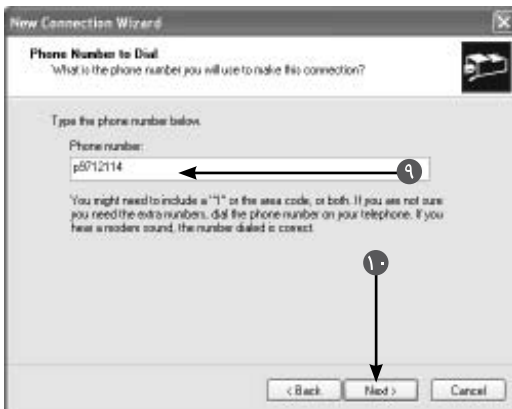 New Connection Wizard
Phone Number to Dial
What is the phone number you will use to make this connection?
Type the phone number below.
Phone number:
p9712114
۹
You might need to include a "1" or the area code, or both. If you are not sure
you need the extra numbers, dial the phone number on your telephone. If you
hear a modem sound, the number dialed is correct.
۱۰
< Back
Next >
Cancel